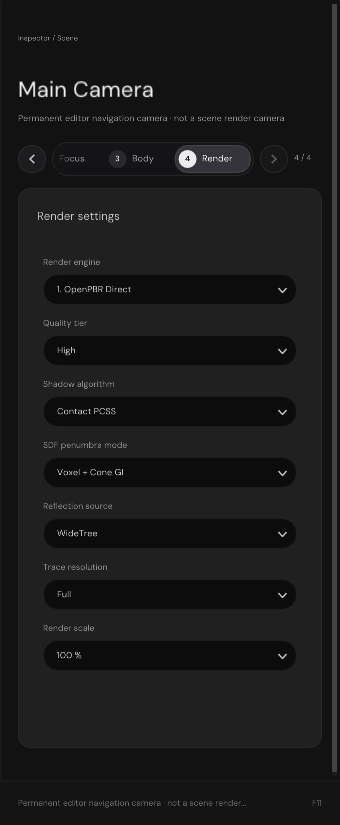 Inspector / Scene
Main Camera
Permanent editor navigation camera · not a scene render camera
Focus 3 Body 4 Render 4 / 4
Render settings
Render engine
1. OpenPBR Direct
Quality tier
High
Shadow algorithm
Contact PCSS
SDF penumbra mode
Voxel + Cone GI
Reflection source
WideTree
Trace resolution
Full
Render scale
100 %
Permanent editor navigation camera · not a scene render... F11